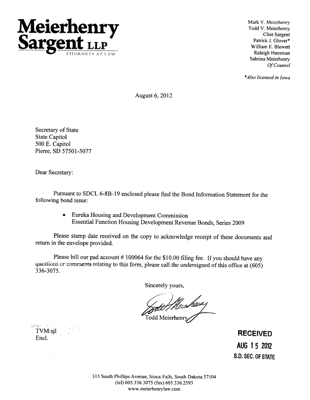 Meierhenry
Sargent LLP
ATTORNEYS AT LAW
Mark V. Meierhenry
Todd V. Meierhenry
Clint Sargent
Patrick J. Glover*
William E. Blewett
Raleigh Hansman
Sabrina Meierhenry
Of Counsel
*Also licensed in Iowa
August 6, 2012
Secretary of State
State Capitol
500 E. Capitol
Pierre, SD 57501-5077
Dear Secretary:
Pursuant to SDCL 6-8B-19 enclosed please find the Bond Information Statement for the
following bond issue:
• Eureka Housing and Development Commission
Essential Function Housing Development Revenue Bonds, Series 2009
Please stamp date received on the copy to acknowledge receipt of these documents and
return in the envelope provided.
Please bill our pad account # 100064 for the $10.00 filing fee. If you should have any
questions or comments relating to this form, please call the undersigned of this office at (605)
336-3075.
Sincerely yours,
Todd Meierhenry
Todd Meierhenry
TVM:sjl
Encl.
RECEIVED
AUG 15 2012
S.D. SEC. OF STATE
315 South Phillips Avenue, Sioux Falls, South Dakota 57104
(tel) 605.336.3075 (fax) 605.336.2593
www.meierhenrylaw.com